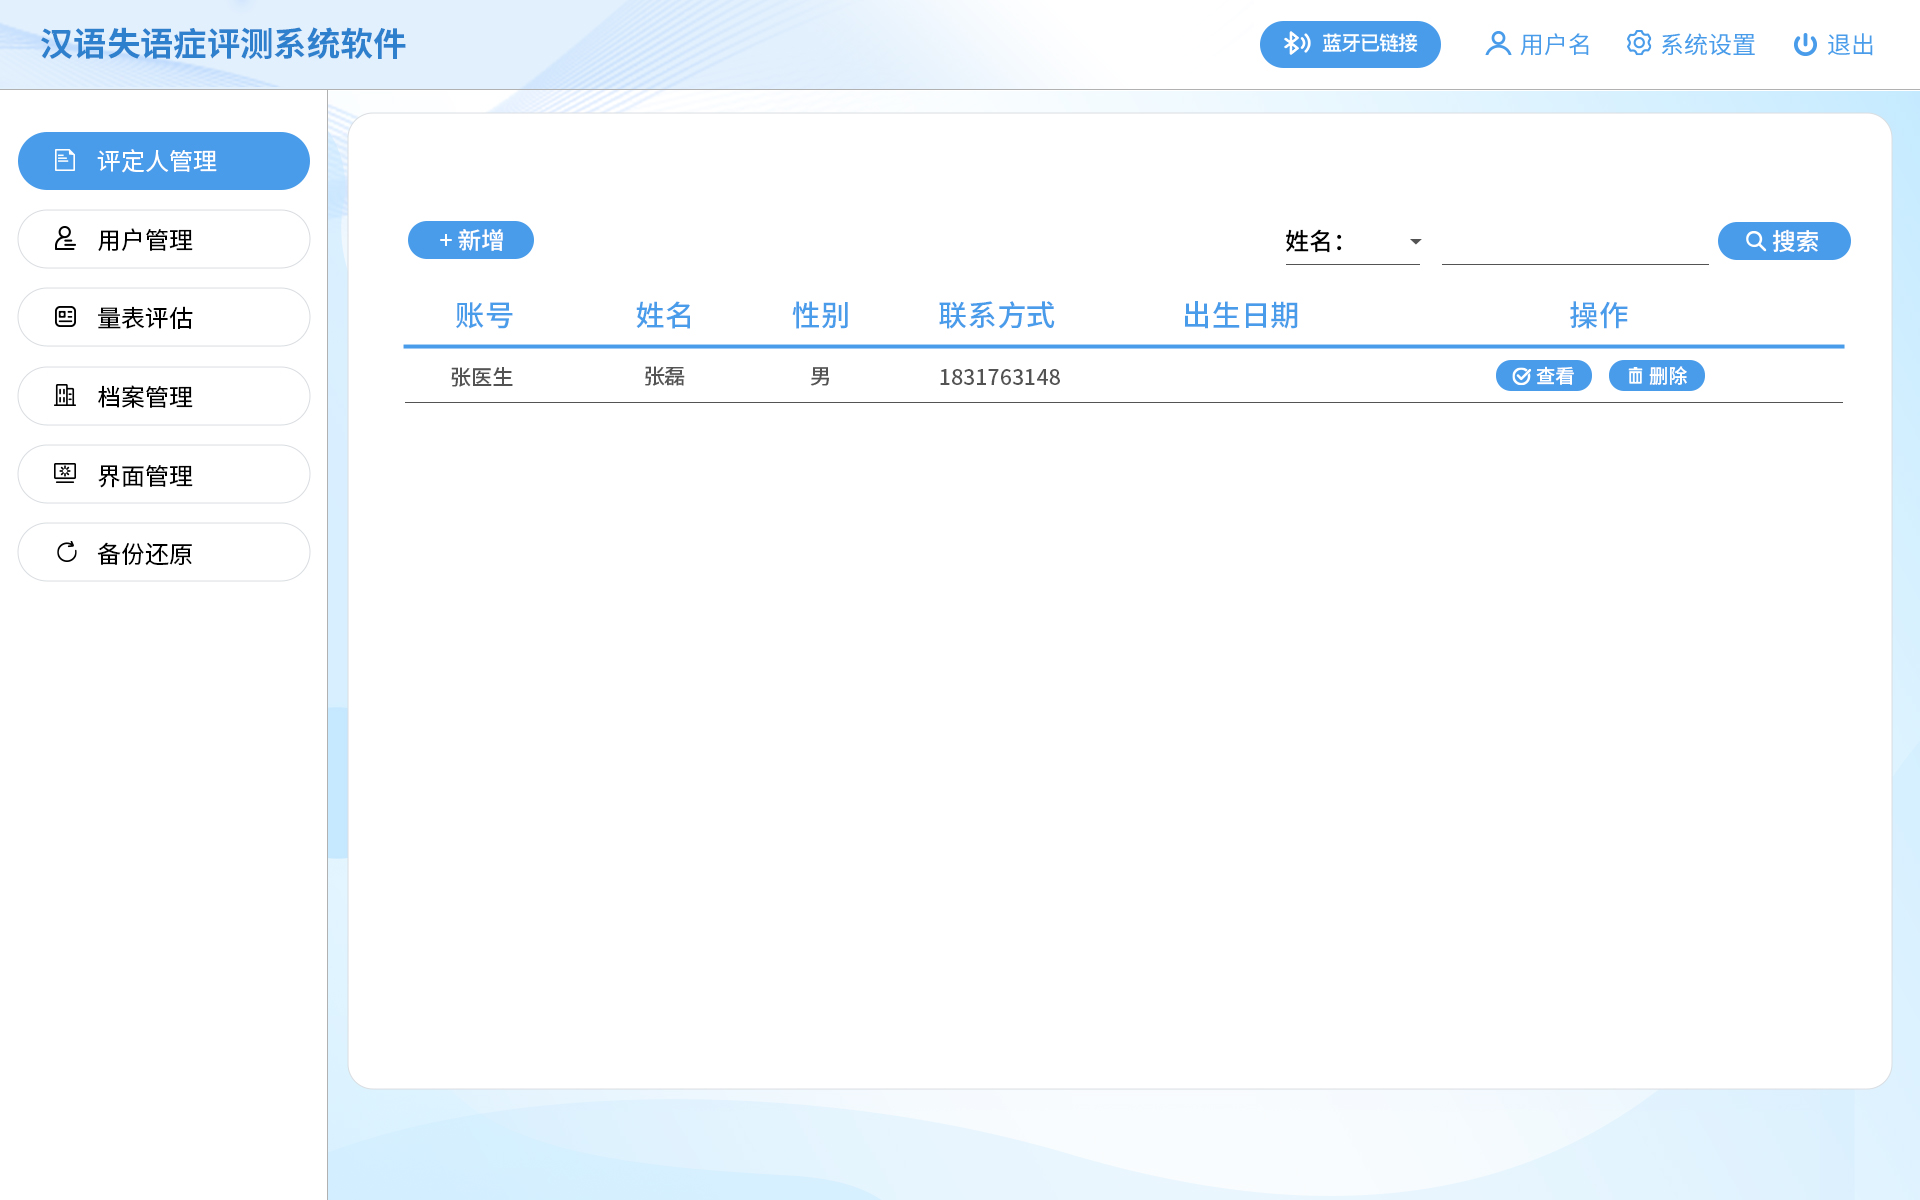 汉语失语症评测系统软件
蓝牙已链接 用户名 系统设置 退出
评定人管理
用户管理
量表评估
档案管理
界面管理
备份还原
+ 新增 姓名： 搜索
账号 姓名 性别 联系方式 出生日期 操作
张医生 张磊 男 1831763148 查看 删除